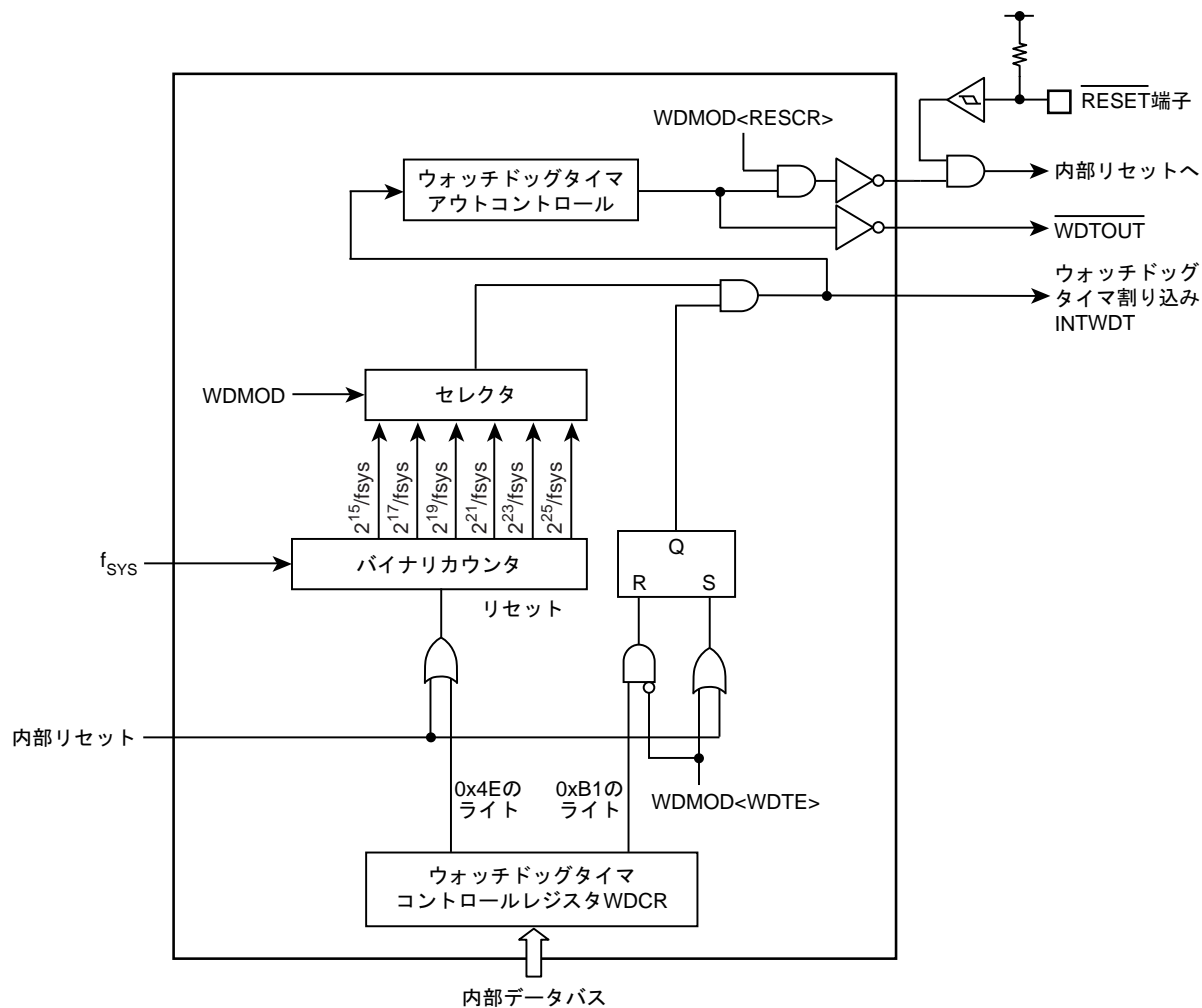 RESET端子
WDMOD<RESCR>
ウォッチドッグタイマ
アウトコントロール
内部リセットへ
WDTOUT
ウォッチドッグ
タイマ割り込み
INTWDT
WDMOD
セレクタ
2^15/fsys
2^17/fsys
2^19/fsys
2^21/fsys
2^23/fsys
2^25/fsys
fSYS
バイナリカウンタ
リセット
Q
R S
内部リセット
0x4Eの
ライト
0xB1の
ライト
WDMOD<WDTE>
ウォッチドッグタイマ
コントロールレジスタWDCR
内部データバス